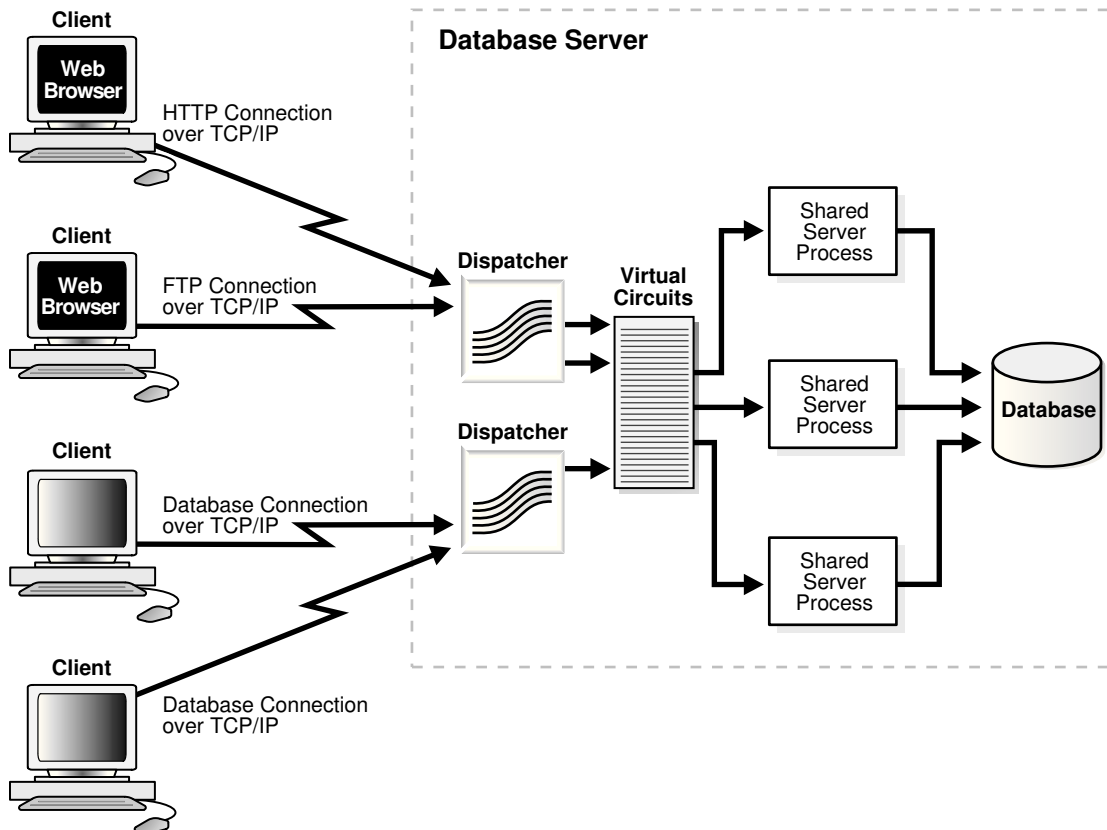 Client
Web
Browser
HTTP Connection
over TCP/IP
Client
Web
Browser
FTP Connection
over TCP/IP
Client
Database Connection
over TCP/IP
Client
Database Connection
over TCP/IP
Database Server
Dispatcher
Dispatcher
Virtual
Circuits
Shared
Server
Process
Shared
Server
Process
Shared
Server
Process
Database